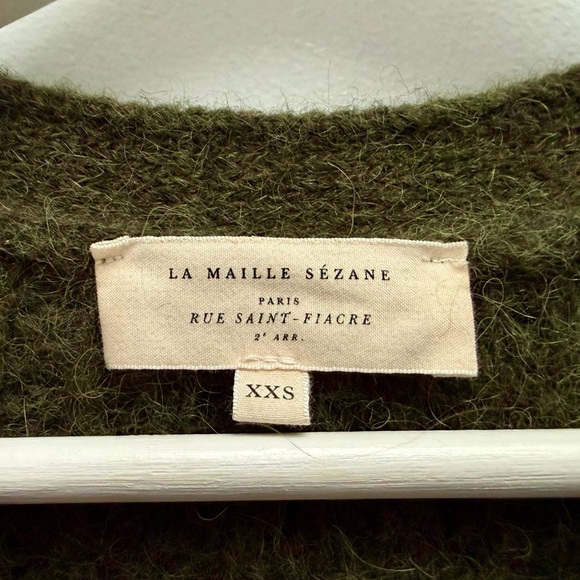 LA MAILLE SÉZANE
PARIS
RUE SAINT-FIACRE
2ᵉ ARR.
XXS